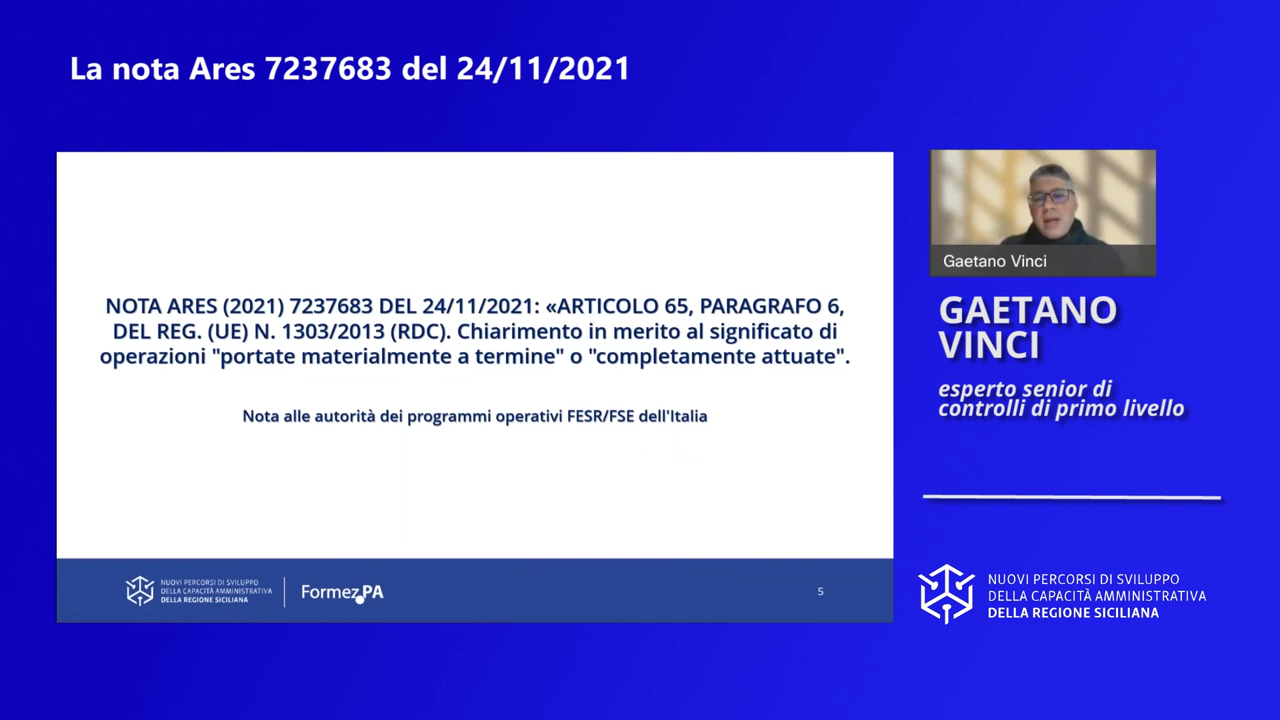 La nota Ares 7237683 del 24/11/2021
NOTA ARES (2021) 7237683 DEL 24/11/2021: «ARTICOLO 65, PARAGRAFO 6,
DEL REG. (UE) N. 1303/2013 (RDC). Chiarimento in merito al significato di
operazioni "portate materialmente a termine" o "completamente attuate".
Nota alle autorità dei programmi operativi FESR/FSE dell'Italia
NUOVI PERCORSI DI SVILUPPO
DELLA CAPACITÀ AMMINISTRATIVA
DELLA REGIONE SICILIANA
FormezPA
5
Gaetano Vinci
GAETANO
VINCI
esperto senior di
controlli di primo livello
NUOVI PERCORSI DI SVILUPPO
DELLA CAPACITÀ AMMINISTRATIVA
DELLA REGIONE SICILIANA